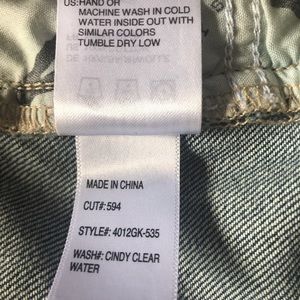 US:HAND OR
MACHINE WASH IN COLD
WATER INSIDE OUT WITH
SIMILAR COLORS
TUMBLE DRY LOW
MADE IN CHINA
CUT#: 594
STYLE#: 4012GK-535
WASH#: CINDY CLEAR
WATER